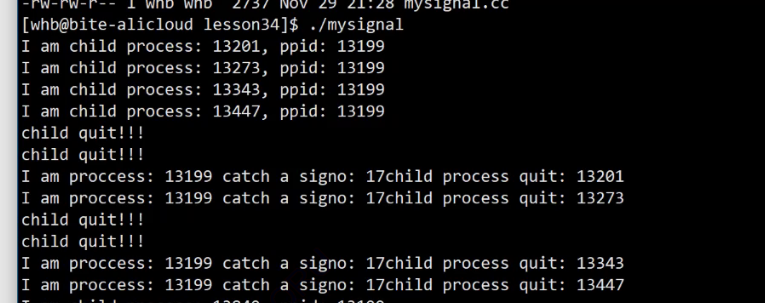 -rw-rw-r-- 1 whb whb 2737 Nov 29 21:28 mysignal.cc
[whb@bite-alicloud lesson34]$ ./mysignal
I am child process: 13201, ppid: 13199
I am child process: 13273, ppid: 13199
I am child process: 13343, ppid: 13199
I am child process: 13447, ppid: 13199
child quit!!!
child quit!!!
I am proccess: 13199 catch a signo: 17child process quit: 13201
I am proccess: 13199 catch a signo: 17child process quit: 13273
child quit!!!
child quit!!!
I am proccess: 13199 catch a signo: 17child process quit: 13343
I am proccess: 13199 catch a signo: 17child process quit: 13447